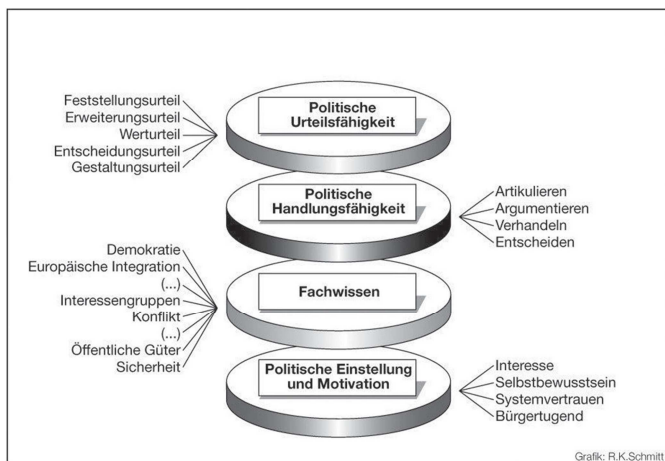 Feststellungsurteil
Erweiterungsurteil
Werturteil
Entscheidungsurteil
Gestaltungsurteil
Politische
Urteilsfähigkeit
Politische
Handlungsfähigkeit
Artikulieren
Argumentieren
Verhandeln
Entscheiden
Demokratie
Europäische Integration
(...)
Interessengruppen
Konflikt
(...)
Öffentliche Güter
Sicherheit
Fachwissen
Politische Einstellung
und Motivation
Interesse
Selbstbewusstsein
Systemvertrauen
Bürgertugend
Grafik: R.K.Schmitt